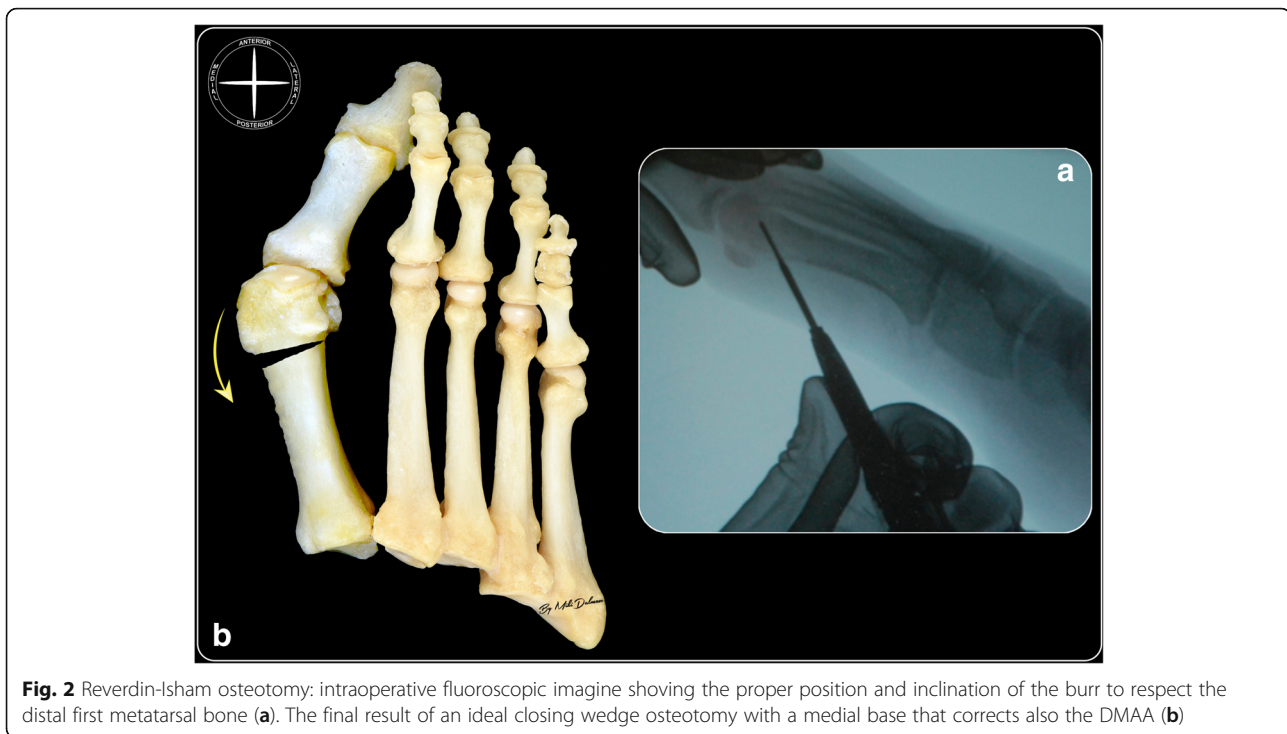 ANTERIOR
MEDIAL
LATERAL
POSTERIOR
a
b
Fig. 2 Reverdin-Isham osteotomy: intraoperative fluoroscopic imagine shoving the proper position and inclination of the burr to respect the
distal first metatarsal bone (a). The final result of an ideal closing wedge osteotomy with a medial base that corrects also the DMAA (b)